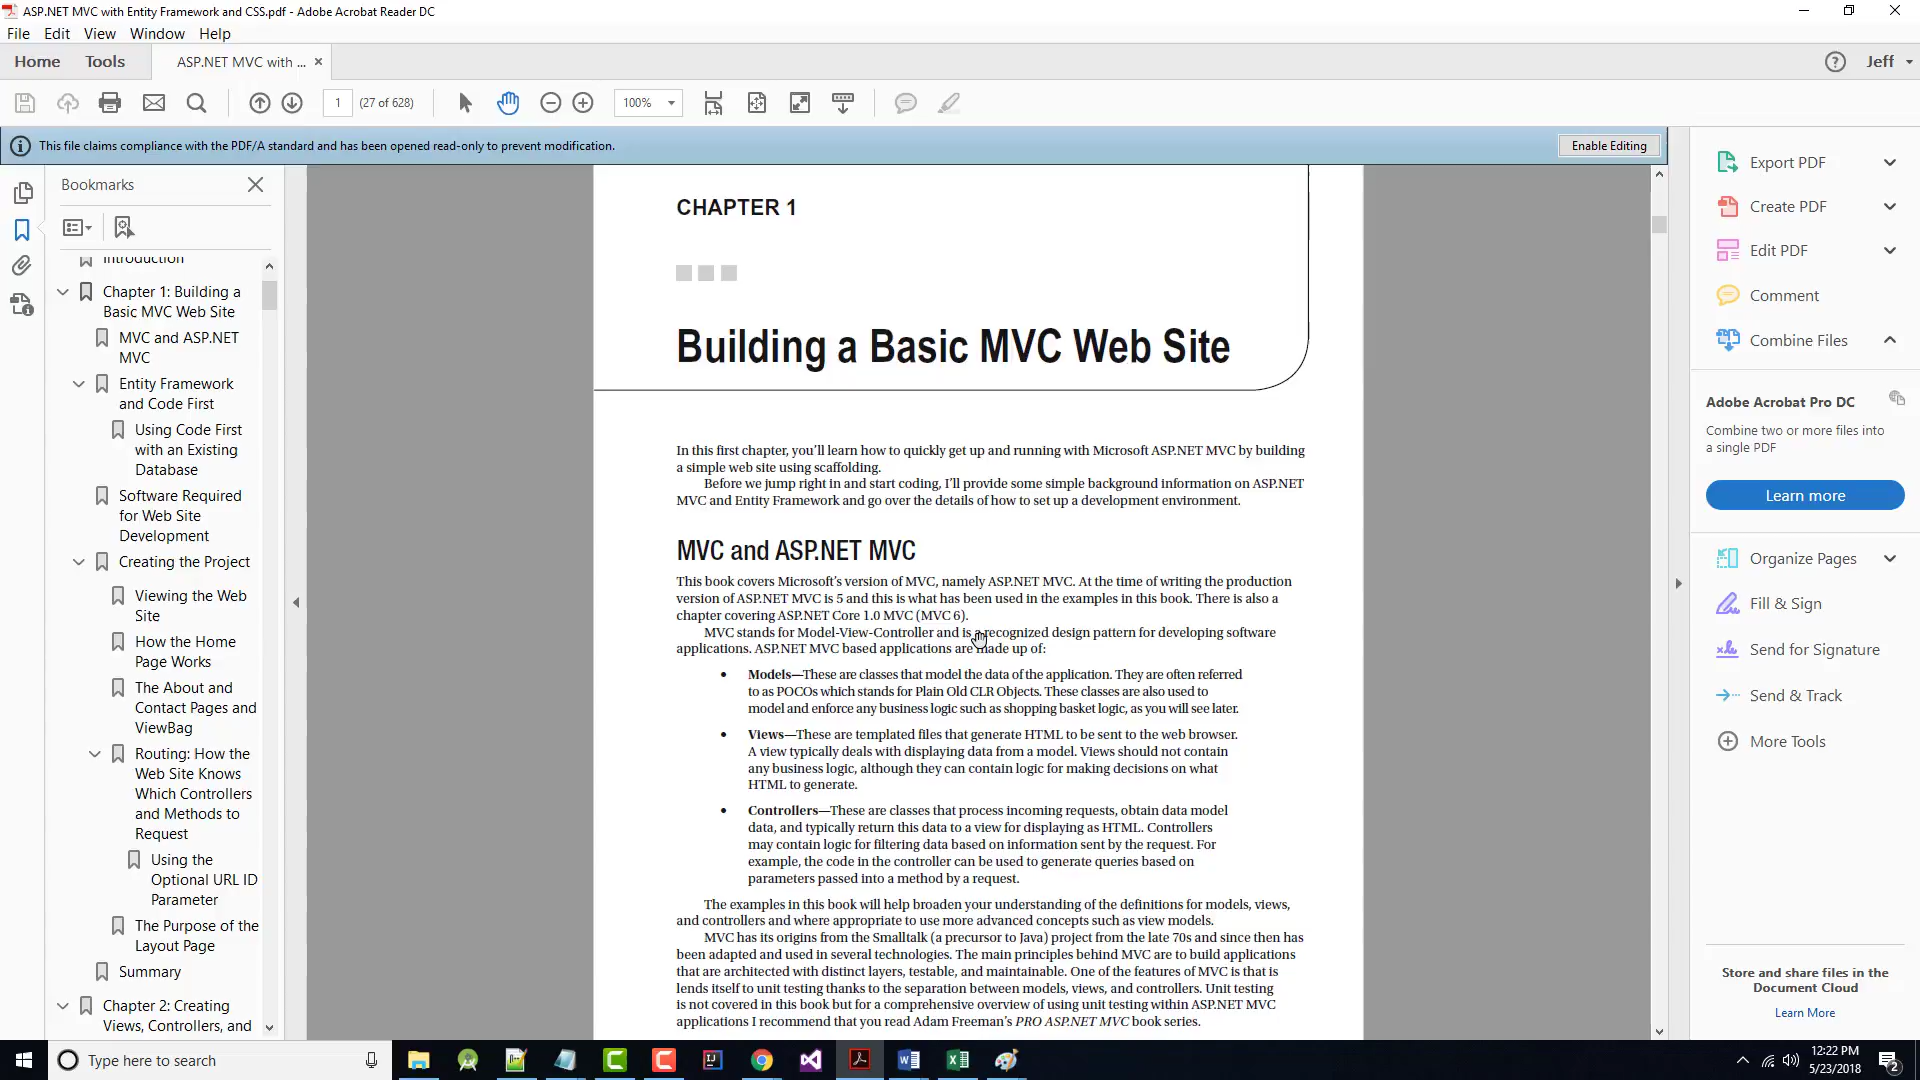 ASP.NET MVC with Entity Framework and CSS.pdf - Adobe Acrobat Reader DC
File Edit View Window Help
Home Tools ASP.NET MVC with ... × Jeff
1 (27 of 628) 100%
This file claims compliance with the PDF/A standard and has been opened read-only to prevent modification. Enable Editing
Bookmarks
Introduction
Chapter 1: Building a
Basic MVC Web Site
MVC and ASP.NET
MVC
Entity Framework
and Code First
Using Code First
with an Existing
Database
Software Required
for Web Site
Development
Creating the Project
Viewing the Web
Site
How the Home
Page Works
The About and
Contact Pages and
ViewBag
Routing: How the
Web Site Knows
Which Controllers
and Methods to
Request
Using the
Optional URL ID
Parameter
The Purpose of the
Layout Page
Summary
Chapter 2: Creating
Views, Controllers, and
CHAPTER 1
Building a Basic MVC Web Site
In this first chapter, you'll learn how to quickly get up and running with Microsoft ASP.NET MVC by building
a simple web site using scaffolding.
Before we jump right in and start coding, I'll provide some simple background information on ASP.NET
MVC and Entity Framework and go over the details of how to set up a development environment.
MVC and ASP.NET MVC
This book covers Microsoft's version of MVC, namely ASP.NET MVC. At the time of writing the production
version of ASP.NET MVC is 5 and this is what has been used in the examples in this book. There is also a
chapter covering ASP.NET Core 1.0 MVC (MVC 6).
MVC stands for Model-View-Controller and is a recognized design pattern for developing software
applications. ASP.NET MVC based applications are made up of:
• Models—These are classes that model the data of the application. They are often referred
to as POCOs which stands for Plain Old CLR Objects. These classes are also used to
model and enforce any business logic such as shopping basket logic, as you will see later.
• Views—These are templated files that generate HTML to be sent to the web browser.
A view typically deals with displaying data from a model. Views should not contain
any business logic, although they can contain logic for making decisions on what
HTML to generate.
• Controllers—These are classes that process incoming requests, obtain data model
data, and typically return this data to a view for displaying as HTML. Controllers
may contain logic for filtering data based on information sent by the request. For
example, the code in the controller can be used to generate queries based on
parameters passed into a method by a request.
The examples in this book will help broaden your understanding of the definitions for models, views,
and controllers and where appropriate to use more advanced concepts such as view models.
MVC has its origins from the Smalltalk (a precursor to Java) project from the late 70s and since then has
been adapted and used in several technologies. The main principles behind MVC are to build applications
that are architected with distinct layers, testable, and maintainable. One of the features of MVC is that is
lends itself to unit testing thanks to the separation between models, views, and controllers. Unit testing
is not covered in this book but for a comprehensive overview of using unit testing within ASP.NET MVC
applications I recommend that you read Adam Freeman's PRO ASP.NET MVC book series.
Export PDF
Create PDF
Edit PDF
Comment
Combine Files
Adobe Acrobat Pro DC
Combine two or more files into
a single PDF
Learn more
Organize Pages
Fill & Sign
Send for Signature
Send & Track
More Tools
Store and share files in the
Document Cloud
Learn More
Type here to search
12:22 PM
5/23/2018
2